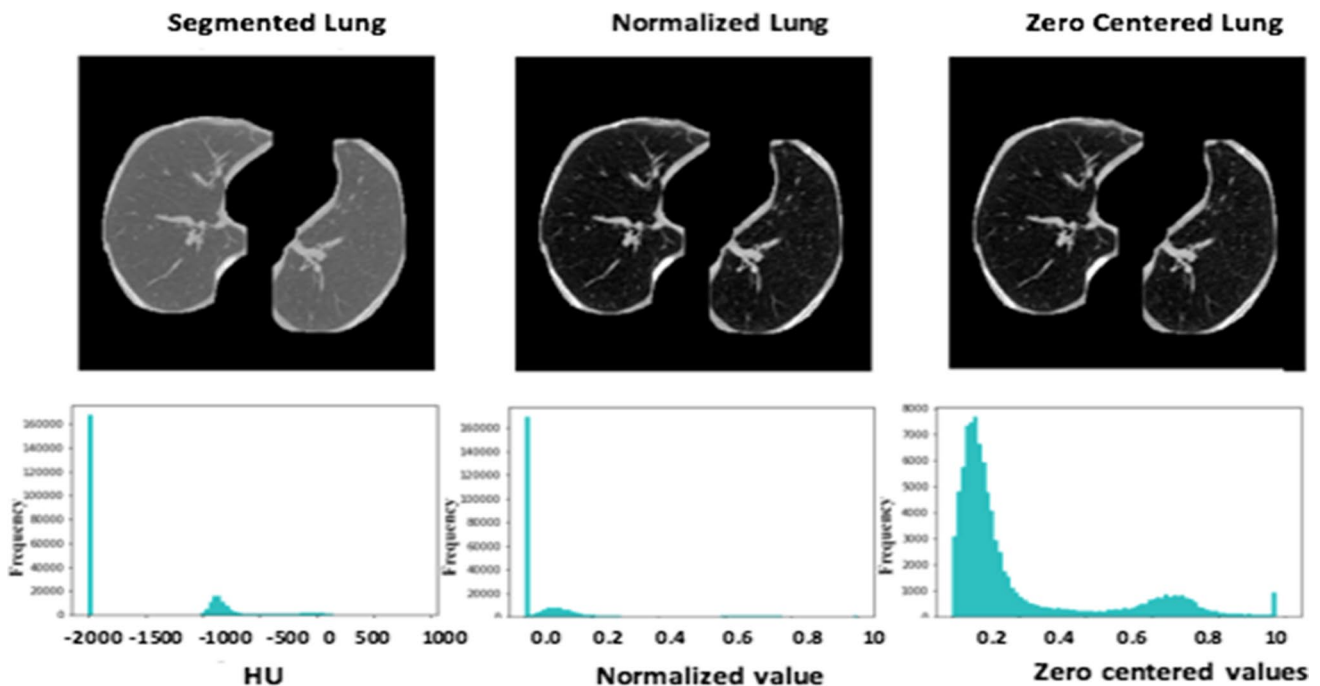 Segmented Lung
Normalized Lung
Zero Centered Lung
160000
140000
120000
100000
80000
60000
40000
20000
0
Frequency
-2000 -1500 -1000 -500 0 500 1000
HU
160000
140000
120000
100000
80000
60000
40000
20000
0
Frequency
0.0 0.2 0.4 0.6 0.8 10
Normalized value
8000
7000
6000
5000
4000
3000
2000
1000
0
Frequency
0.2 0.4 0.6 0.8 10
Zero centered values